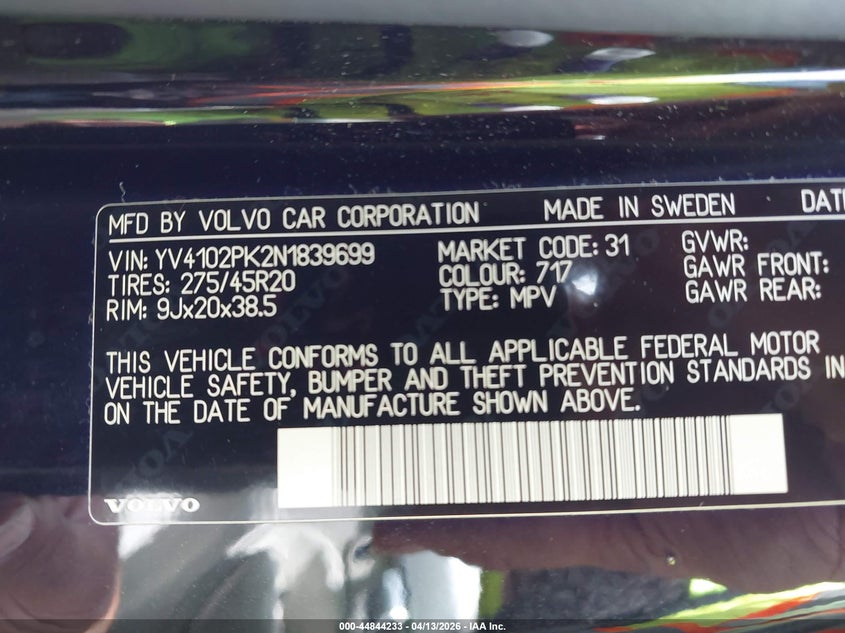 MFD BY VOLVO CAR CORPORATION MADE IN SWEDEN DATE
VIN: YV4102PK2N1839699 MARKET CODE: 31 GVWR:
TIRES: 275/45R20 COLOUR: 717 GAWR FRONT:
RIM: 9Jx20x38.5 TYPE: MPV GAWR REAR:
THIS VEHICLE CONFORMS TO ALL APPLICABLE FEDERAL MOTOR
VEHICLE SAFETY, BUMPER AND THEFT PREVENTION STANDARDS IN
ON THE DATE OF MANUFACTURE SHOWN ABOVE.
VOLVO
000-44844233 - 04/13/2026 - IAA Inc.